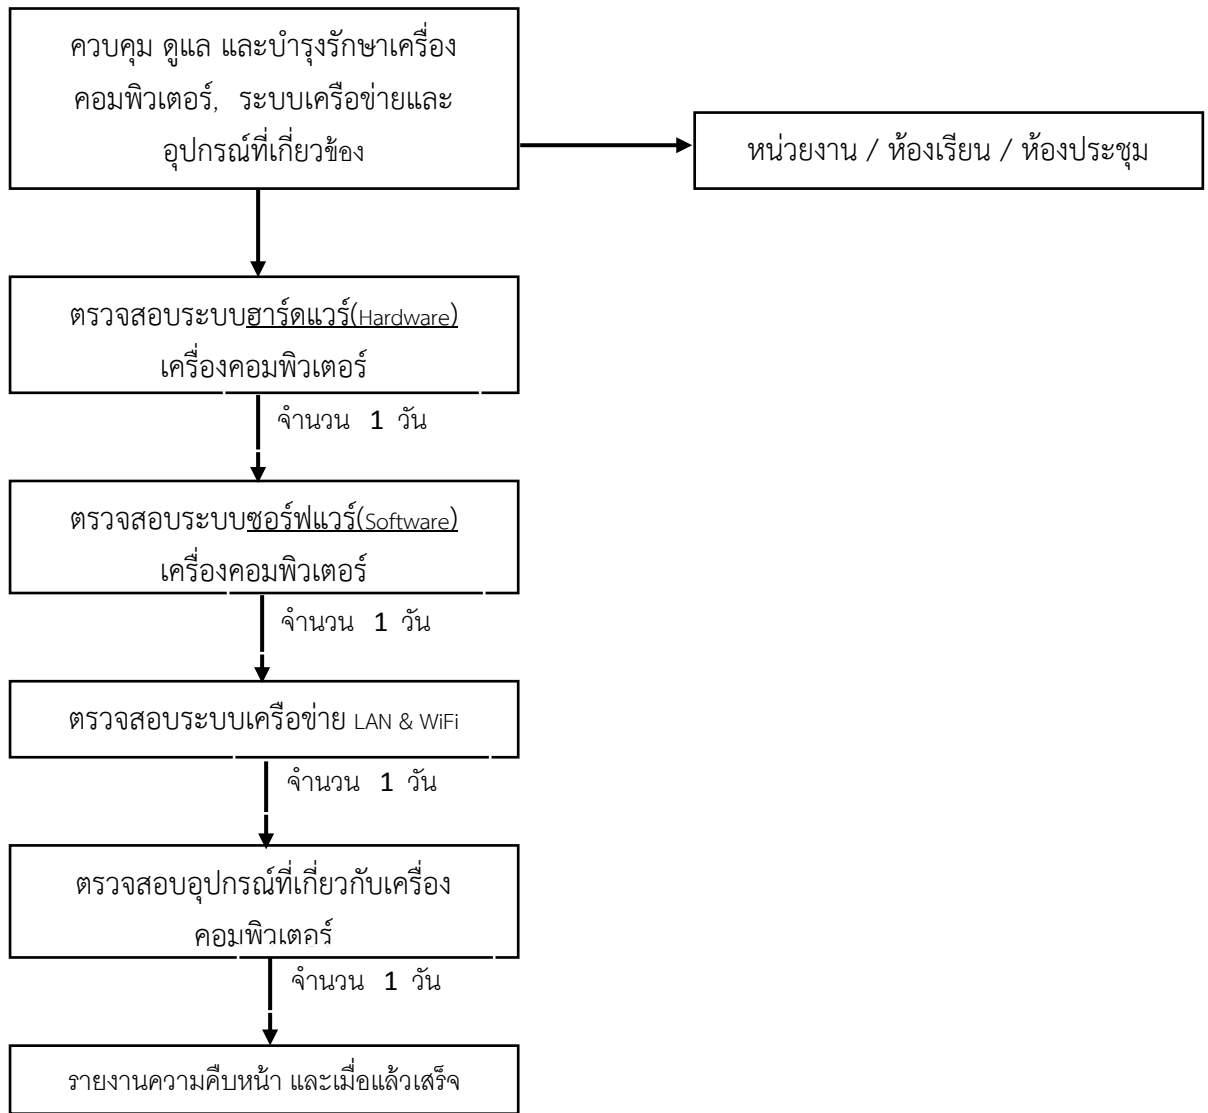 ควบคุม ดูแล และบำรุงรักษาเครื่อง
คอมพิวเตอร์, ระบบเครือข่ายและ
อุปกรณ์ที่เกี่ยวข้อง
หน่วยงาน / ห้องเรียน / ห้องประชุม
ตรวจสอบระบบฮาร์ดแวร์(Hardware)
เครื่องคอมพิวเตอร์
จำนวน 1 วัน
ตรวจสอบระบบซอร์ฟแวร์(Software)
เครื่องคอมพิวเตอร์
จำนวน 1 วัน
ตรวจสอบระบบเครือข่าย LAN & WiFi
จำนวน 1 วัน
ตรวจสอบอุปกรณ์ที่เกี่ยวกับเครื่อง
คอมพิวเตอร์
จำนวน 1 วัน
รายงานความคืบหน้า และเมื่อแล้วเสร็จ